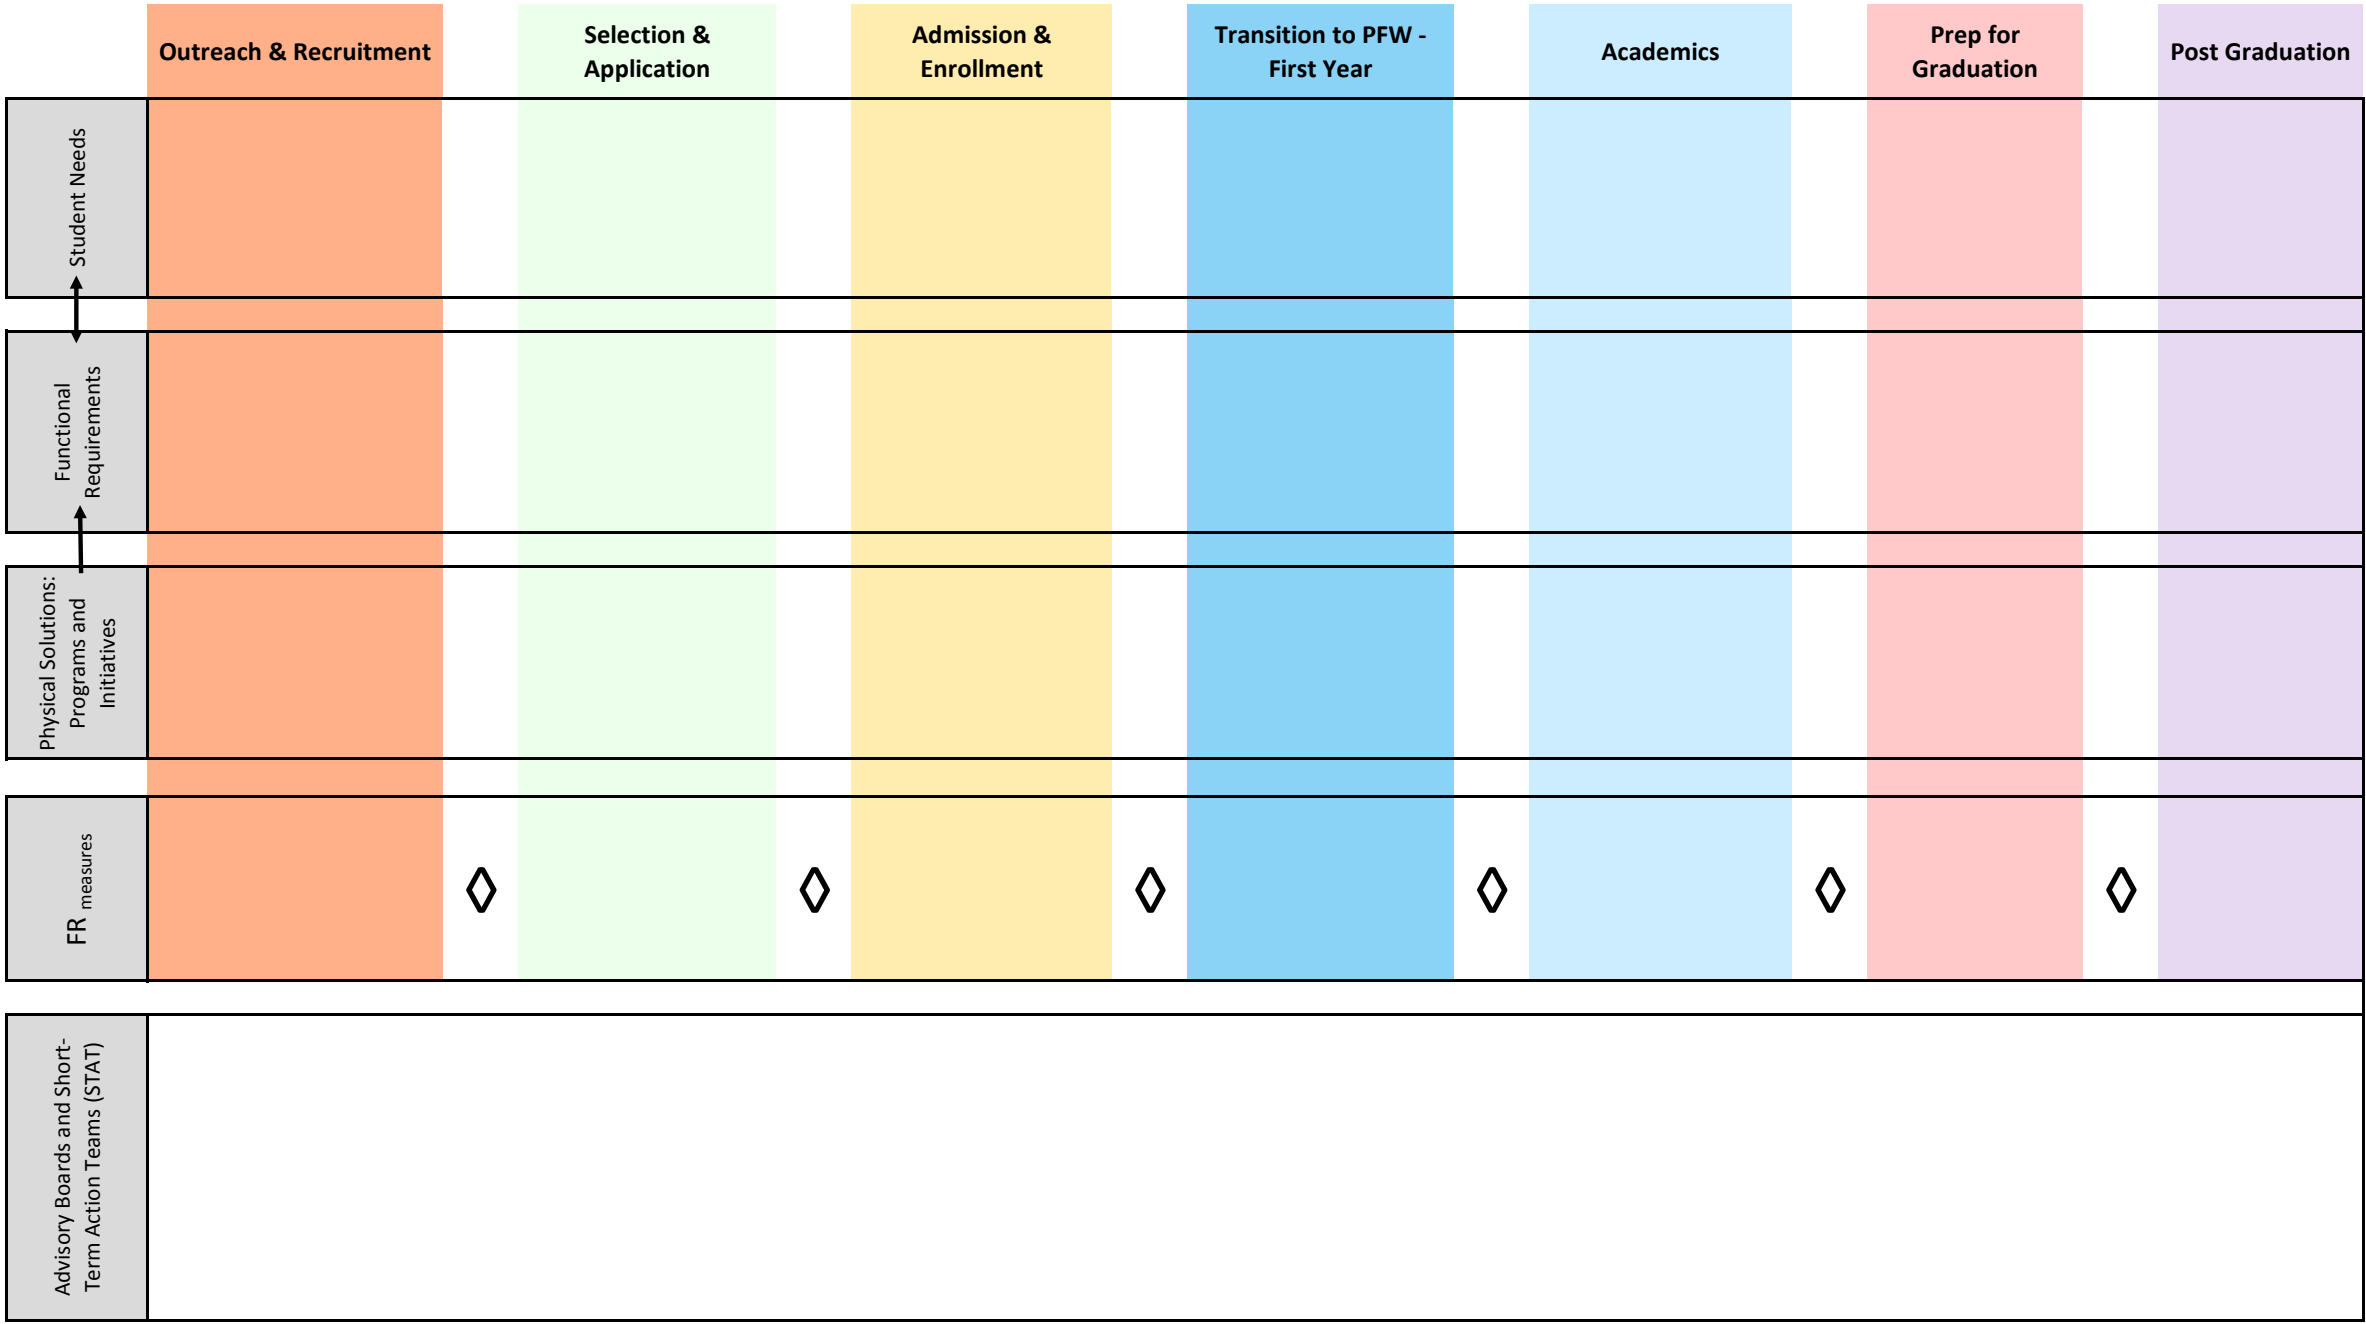 Outreach & Recruitment
Selection &
Application
Admission &
Enrollment
Transition to PFW -
First Year
Academics
Prep for
Graduation
Post Graduation
Student Needs
Functional
Requirements
Physical Solutions:
Programs and
Initiatives
FR measures
Advisory Boards and Short-
Term Action Teams (STAT)